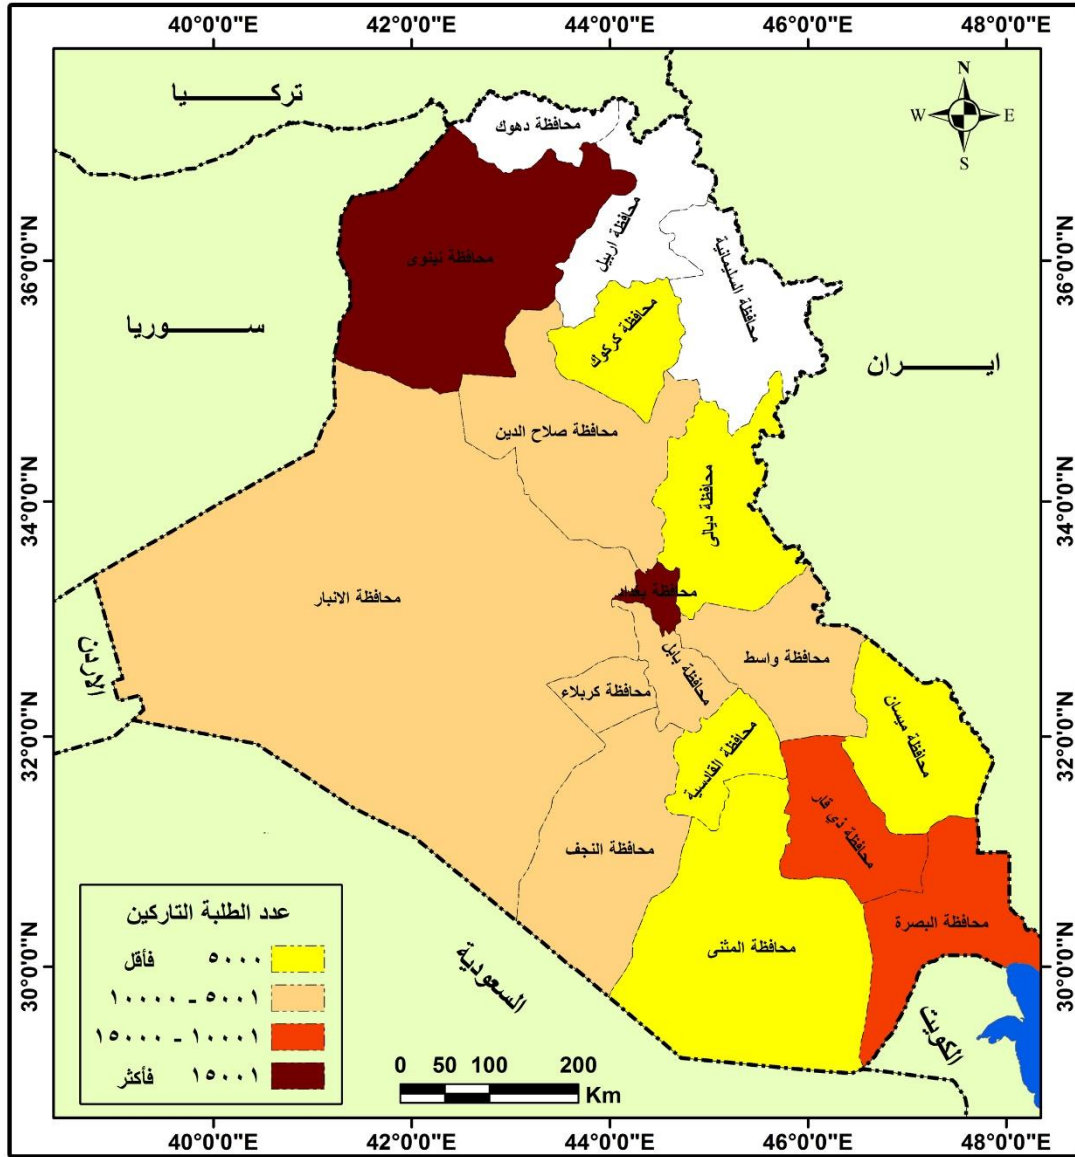 40°0'0"E 42°0'0"E 44°0'0"E 46°0'0"E 48°0'0"E
N
W E
S
تركـــــيا
محافظة دهوك
محافظة نينوى
محافظة اربيل
محافظة السليمانية
36°0'0"N
36°0'0"N
ســـــوريا
محافظة كركوك
ايـــــران
محافظة صلاح الدين
34°0'0"N
34°0'0"N
محافظة ديالى
محافظة بغداد
محافظة الانبار
الاردن
محافظة واسط
محافظة بابل
محافظة كربلاء
32°0'0"N
32°0'0"N
محافظة ميسان
محافظة القادسية
محافظة ذي قار
محافظة النجف
محافظة البصرة
محافظة المثنى
30°0'0"N
30°0'0"N
السعودية
الكويت
عدد الطلبة التاركين
٥٠٠٠ فأقل
٥٠٠١ - ١٠٠٠٠
١٠٠٠١ - ١٥٠٠٠
١٥٠٠١ فأكثر
0 50 100 200
Km
40°0'0"E 42°0'0"E 44°0'0"E 46°0'0"E 48°0'0"E